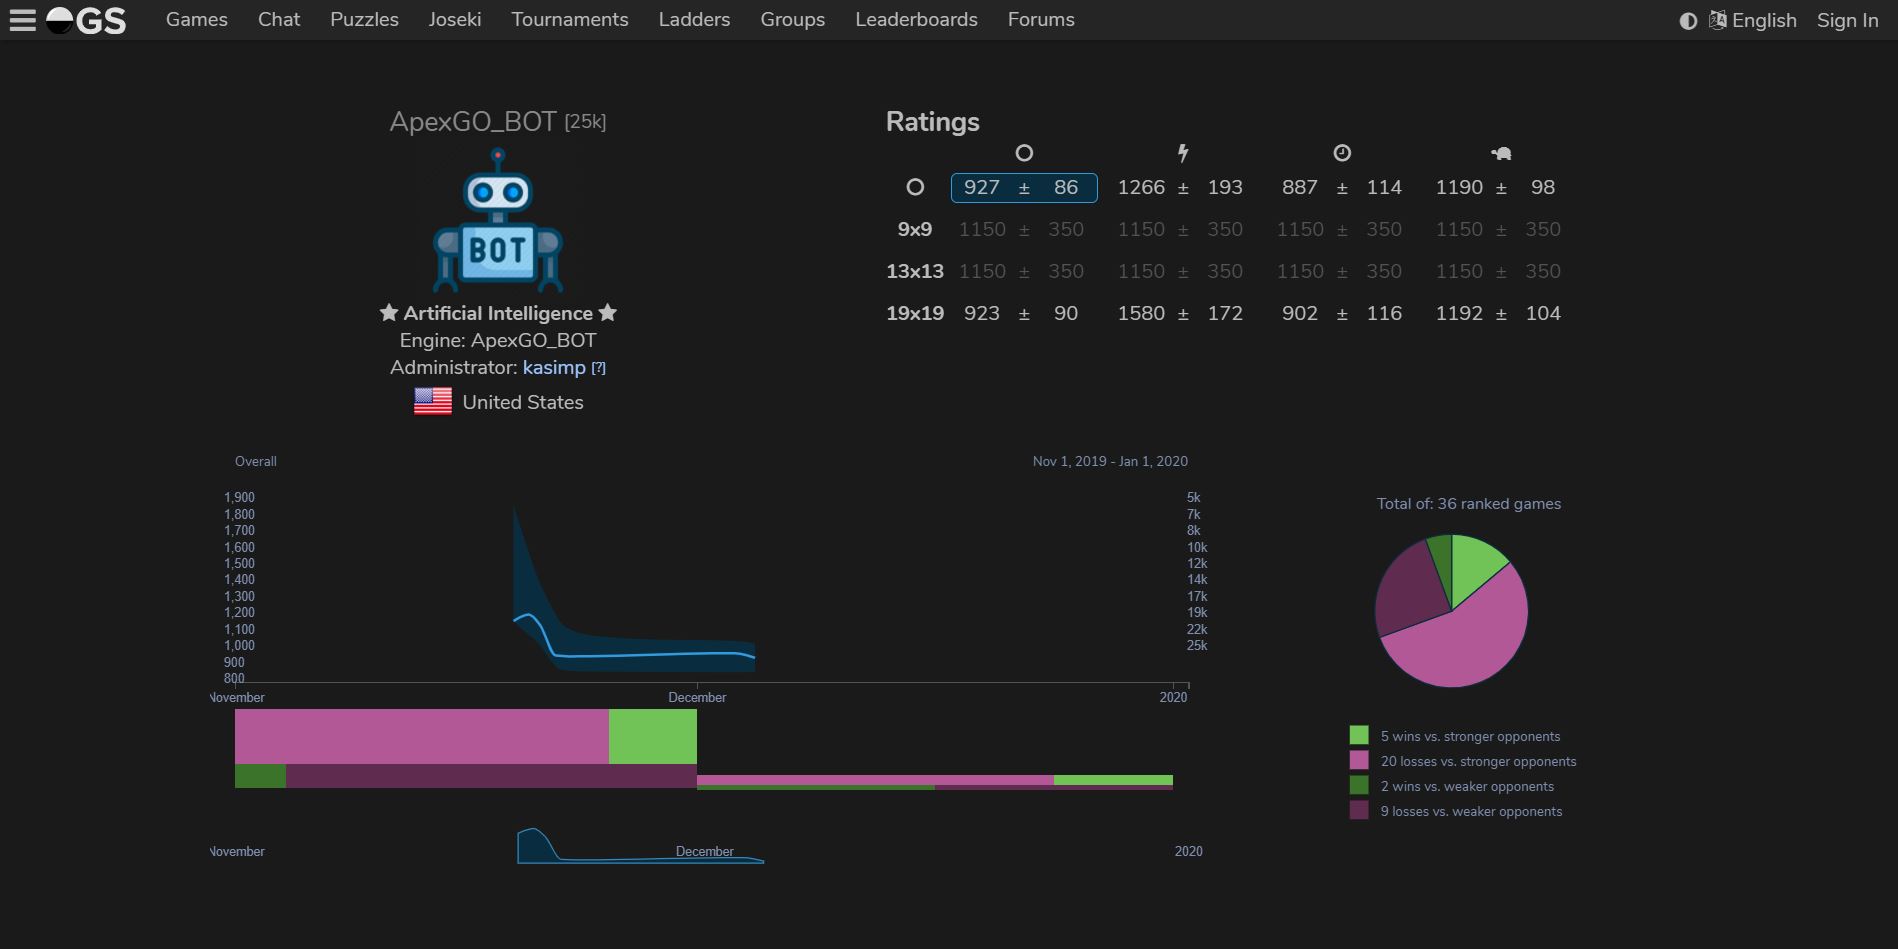 GS Games Chat Puzzles Joseki Tournaments Ladders Groups Leaderboards Forums English Sign In
ApexGO_BOT [25k]
BOT
Artificial Intelligence
Engine: ApexGO_BOT
Administrator: kasimp [?]
United States
Ratings
927 ± 86 1266 ± 193 887 ± 114 1190 ± 98
9x9 1150 ± 350 1150 ± 350 1150 ± 350 1150 ± 350
13x13 1150 ± 350 1150 ± 350 1150 ± 350 1150 ± 350
19x19 923 ± 90 1580 ± 172 902 ± 116 1192 ± 104
Overall Nov 1, 2019 - Jan 1, 2020
1,900 5k
1,800 7k
1,700 8k
1,600 10k
1,500 12k
1,400 14k
1,300 17k
1,200 19k
1,100 22k
1,000 25k
900
800
November December 2020
November December 2020
Total of: 36 ranked games
5 wins vs. stronger opponents
20 losses vs. stronger opponents
2 wins vs. weaker opponents
9 losses vs. weaker opponents